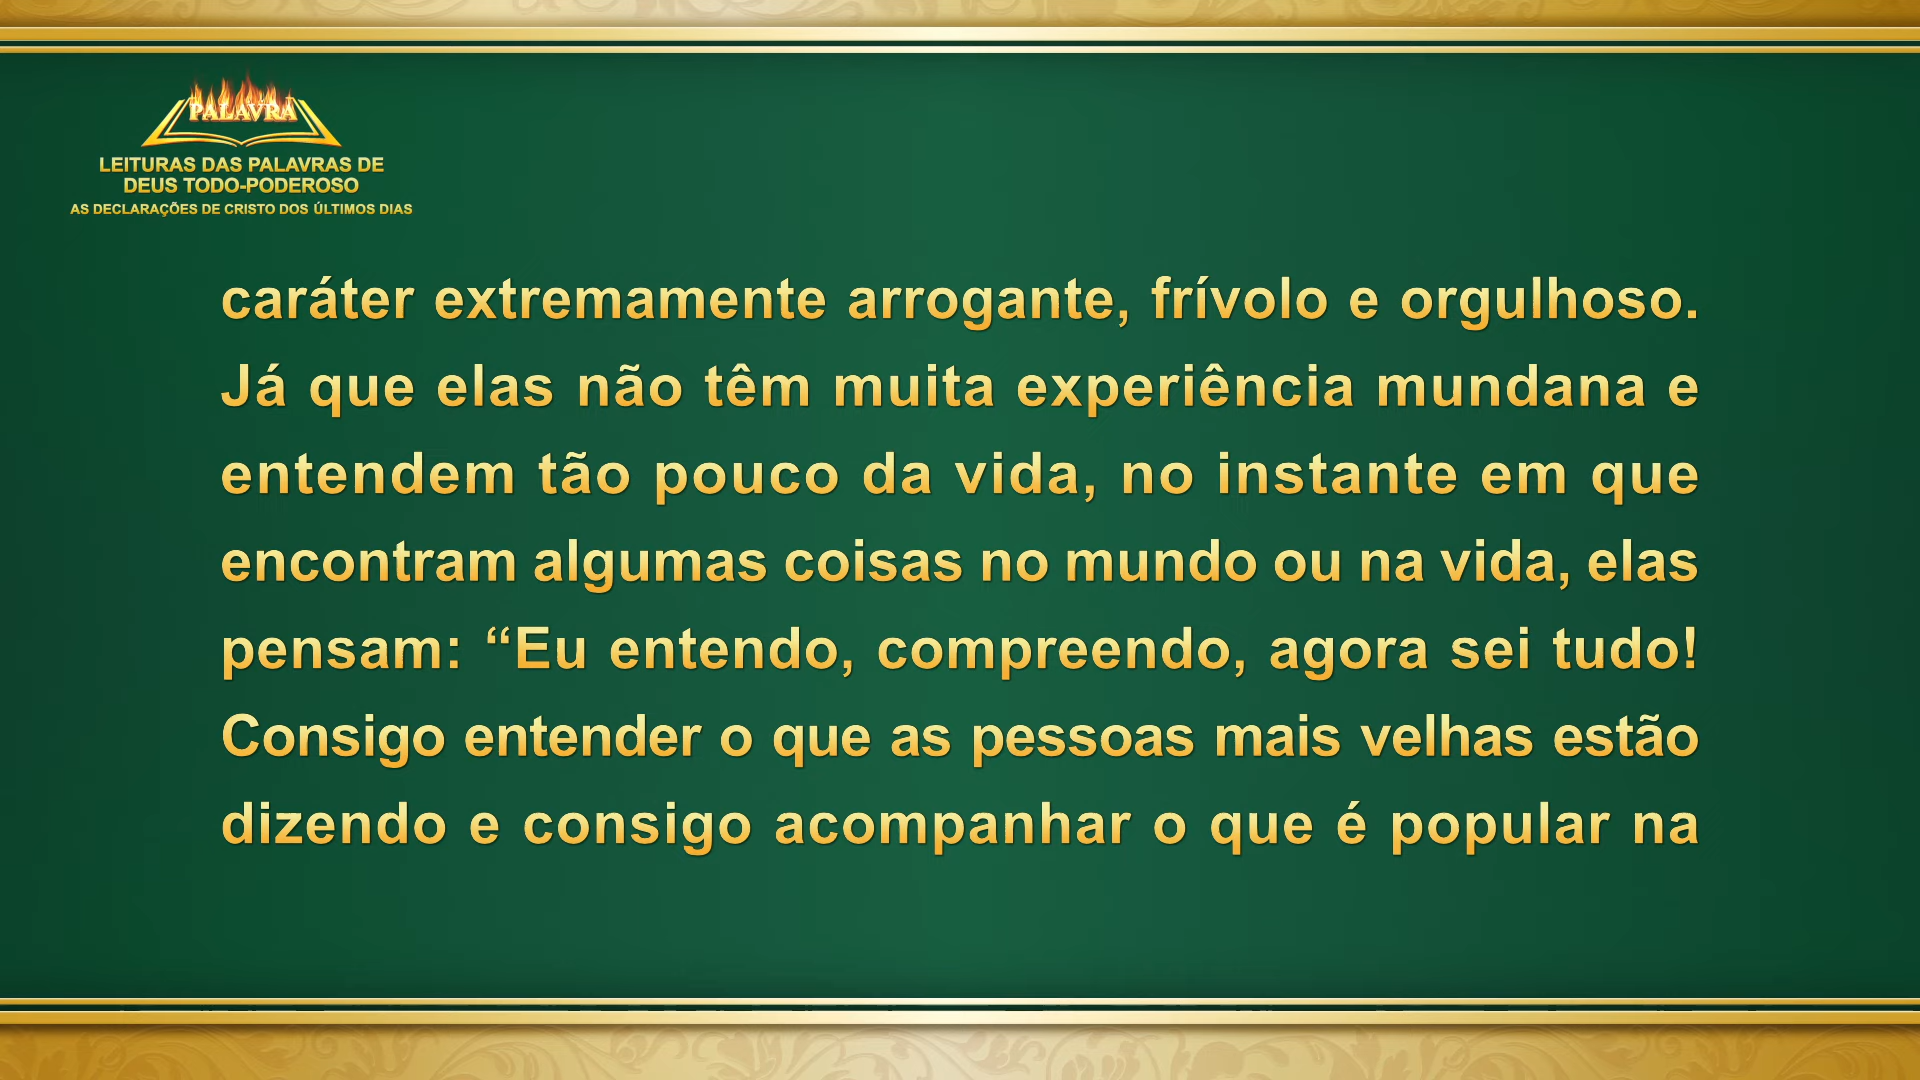 PALAVRA
LEITURAS DAS PALAVRAS DE
DEUS TODO-PODEROSO
AS DECLARAÇÕES DE CRISTO DOS ÚLTIMOS DIAS
caráter extremamente arrogante, frívolo e orgulhoso.
Já que elas não têm muita experiência mundana e
entendem tão pouco da vida, no instante em que
encontram algumas coisas no mundo ou na vida, elas
pensam: “Eu entendo, compreendo, agora sei tudo!
Consigo entender o que as pessoas mais velhas estão
dizendo e consigo acompanhar o que é popular na